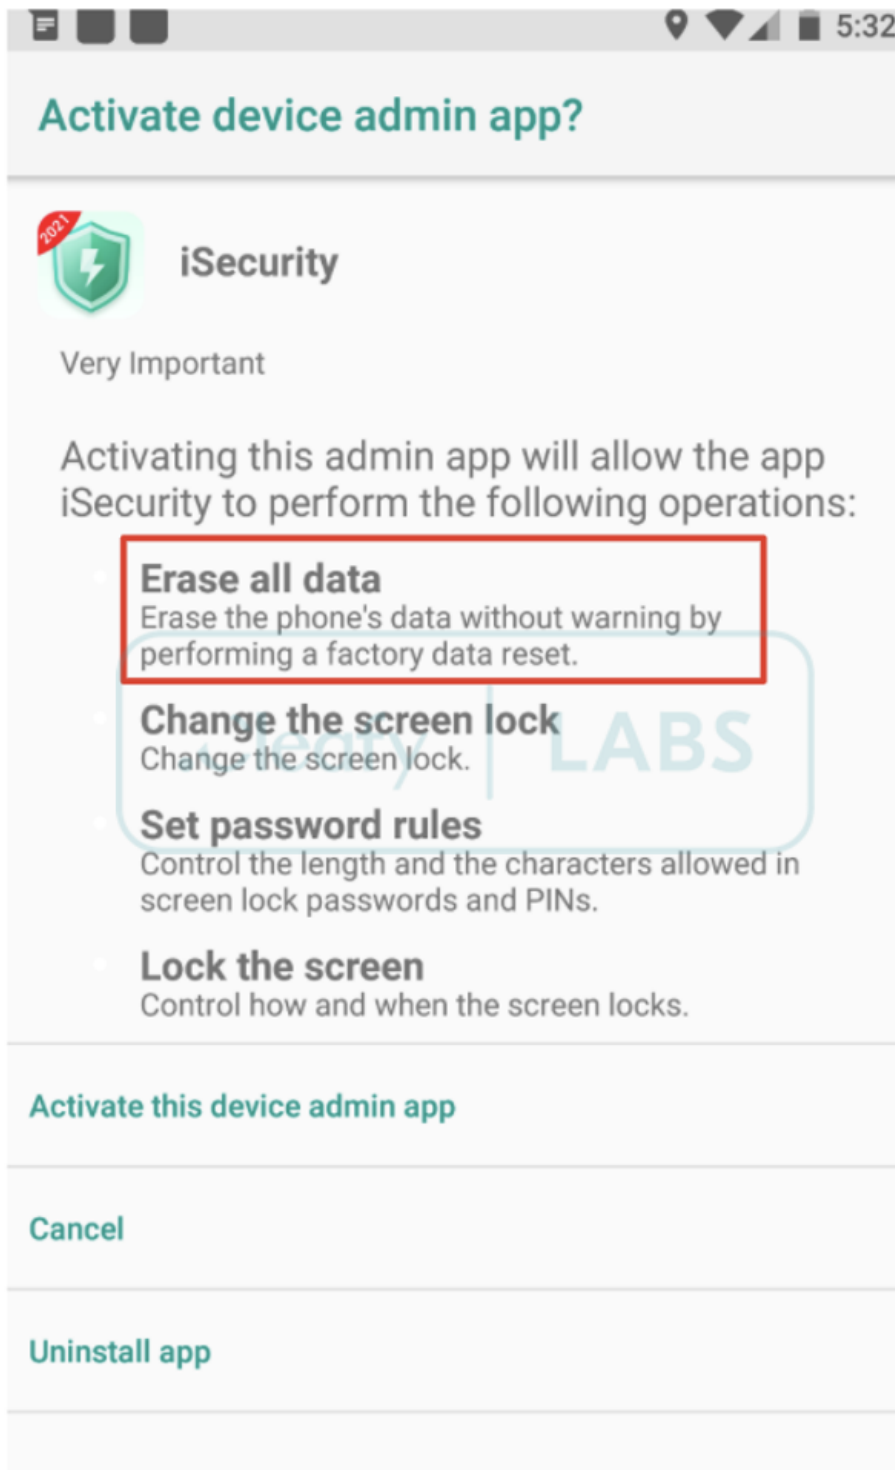 5:32
Activate device admin app?
2021
iSecurity
Very Important
Activating this admin app will allow the app
iSecurity to perform the following operations:
Erase all data
Erase the phone's data without warning by
performing a factory data reset.
Change the screen lock
Change the screen lock.
Cleafy LABS
Set password rules
Control the length and the characters allowed in
screen lock passwords and PINs.
Lock the screen
Control how and when the screen locks.
Activate this device admin app
Cancel
Uninstall app